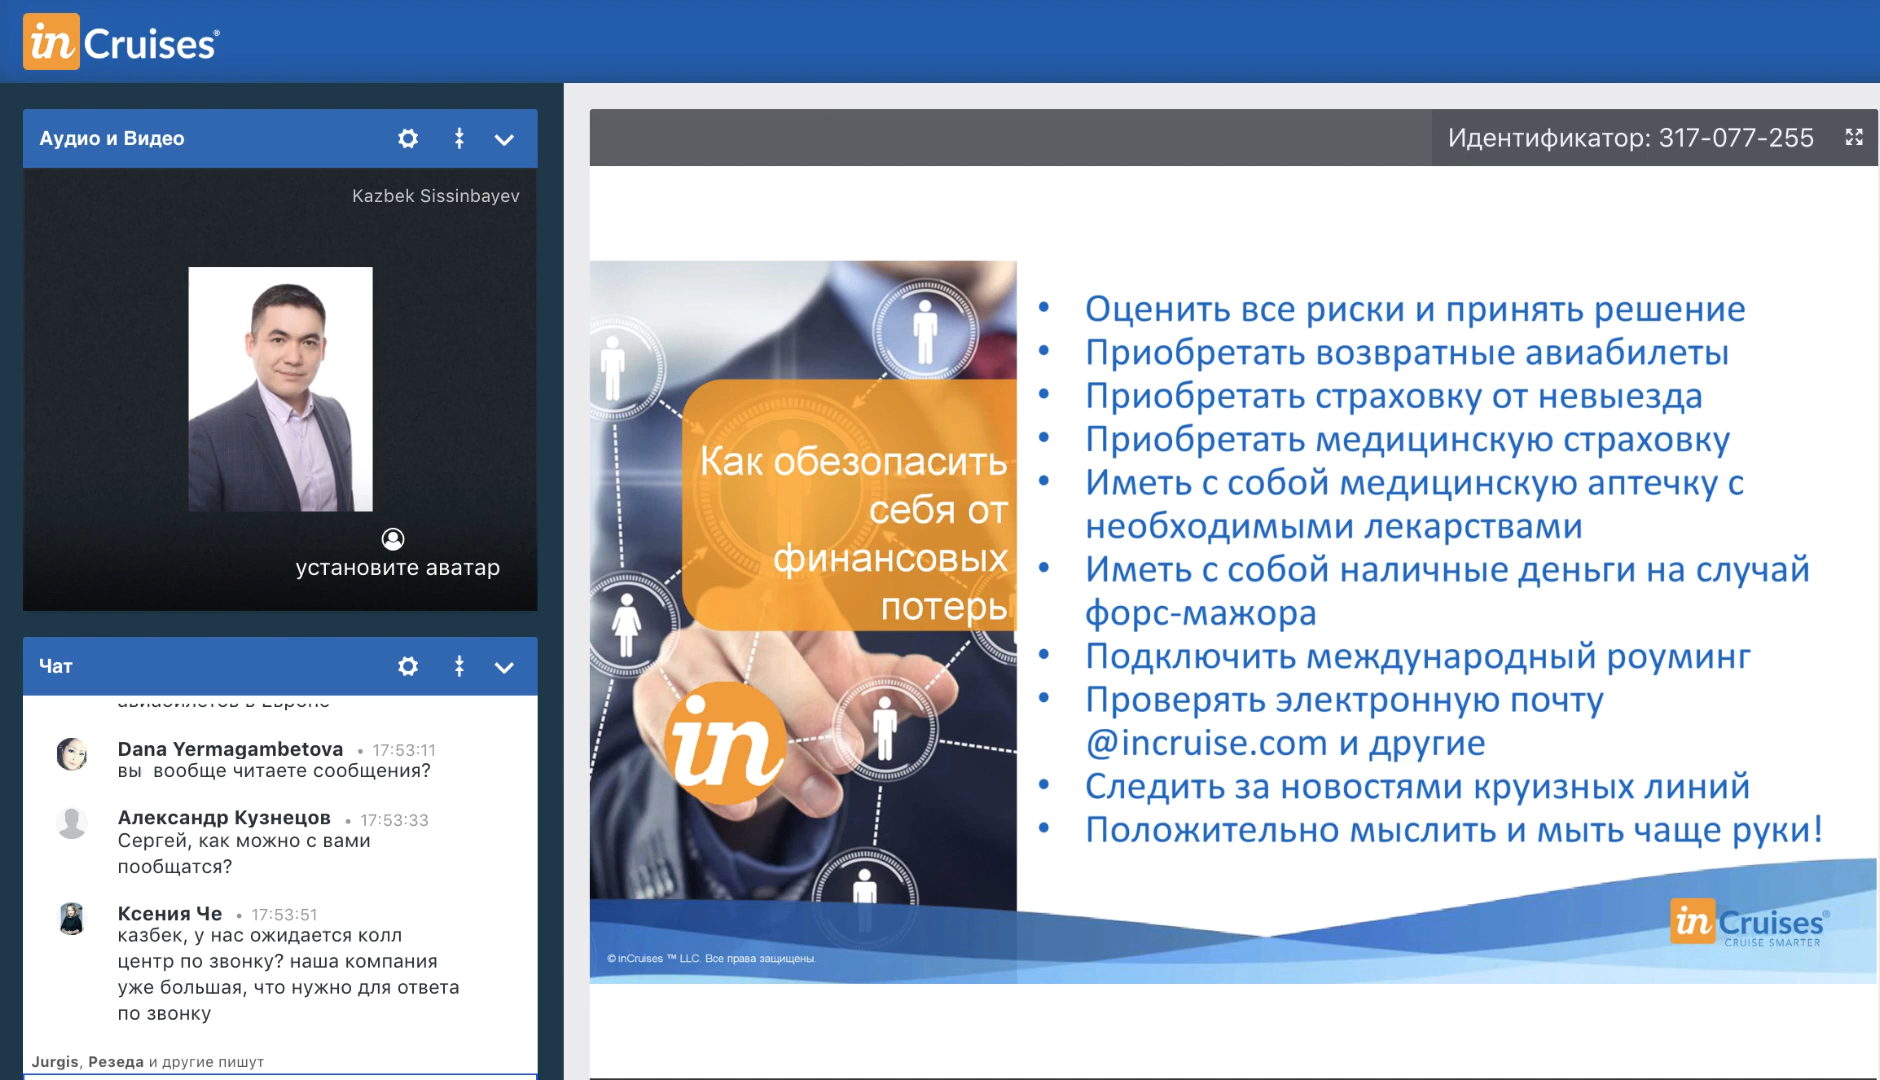 in Cruises®
Аудио и Видео
Kazbek Sissinbayev
установите аватар
Чат
авиабилетов в Европе
Dana Yermagambetova • 17:53:11
вы вообще читаете сообщения?
Александр Кузнецов • 17:53:33
Сергей, как можно с вами
пообщатся?
Ксения Че • 17:53:51
казбек, у нас ожидается колл
центр по звонку? наша компания
уже большая, что нужно для ответа
по звонку
Jurgis, Резеда и другие пишут
Идентификатор: 317-077-255
Как обезопасить
себя от
финансовых
потерь
in
• Оценить все риски и принять решение
• Приобретать возвратные авиабилеты
• Приобретать страховку от невыезда
• Приобретать медицинскую страховку
• Иметь с собой медицинскую аптечку с
необходимыми лекарствами
• Иметь с собой наличные деньги на случай
форс-мажора
• Подключить международный роуминг
• Проверять электронную почту
@incruise.com и другие
• Следить за новостями круизных линий
• Положительно мыслить и мыть чаще руки!
© inCruises ™ LLC. Все права защищены.
in Cruises®
CRUISE SMARTER